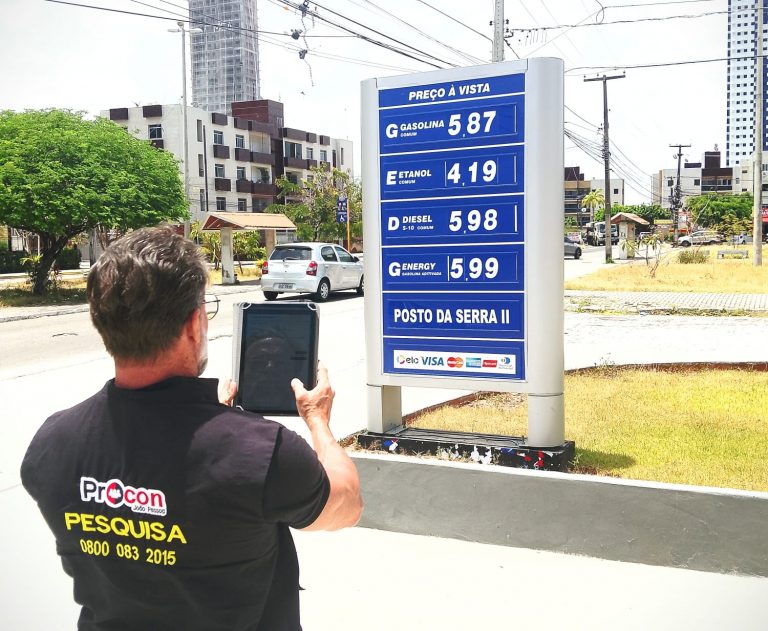 PREÇO À VISTA
G GASOLINA COMUM 5,87
E ETANOL COMUM 4,19
D DIESEL S-10 COMUM 5,98
G ENERGY GASOLINA ADITIVADA 5,99
POSTO DA SERRA II
elo VISA
Procon
João Pessoa
PESQUISA
0800 083 2015